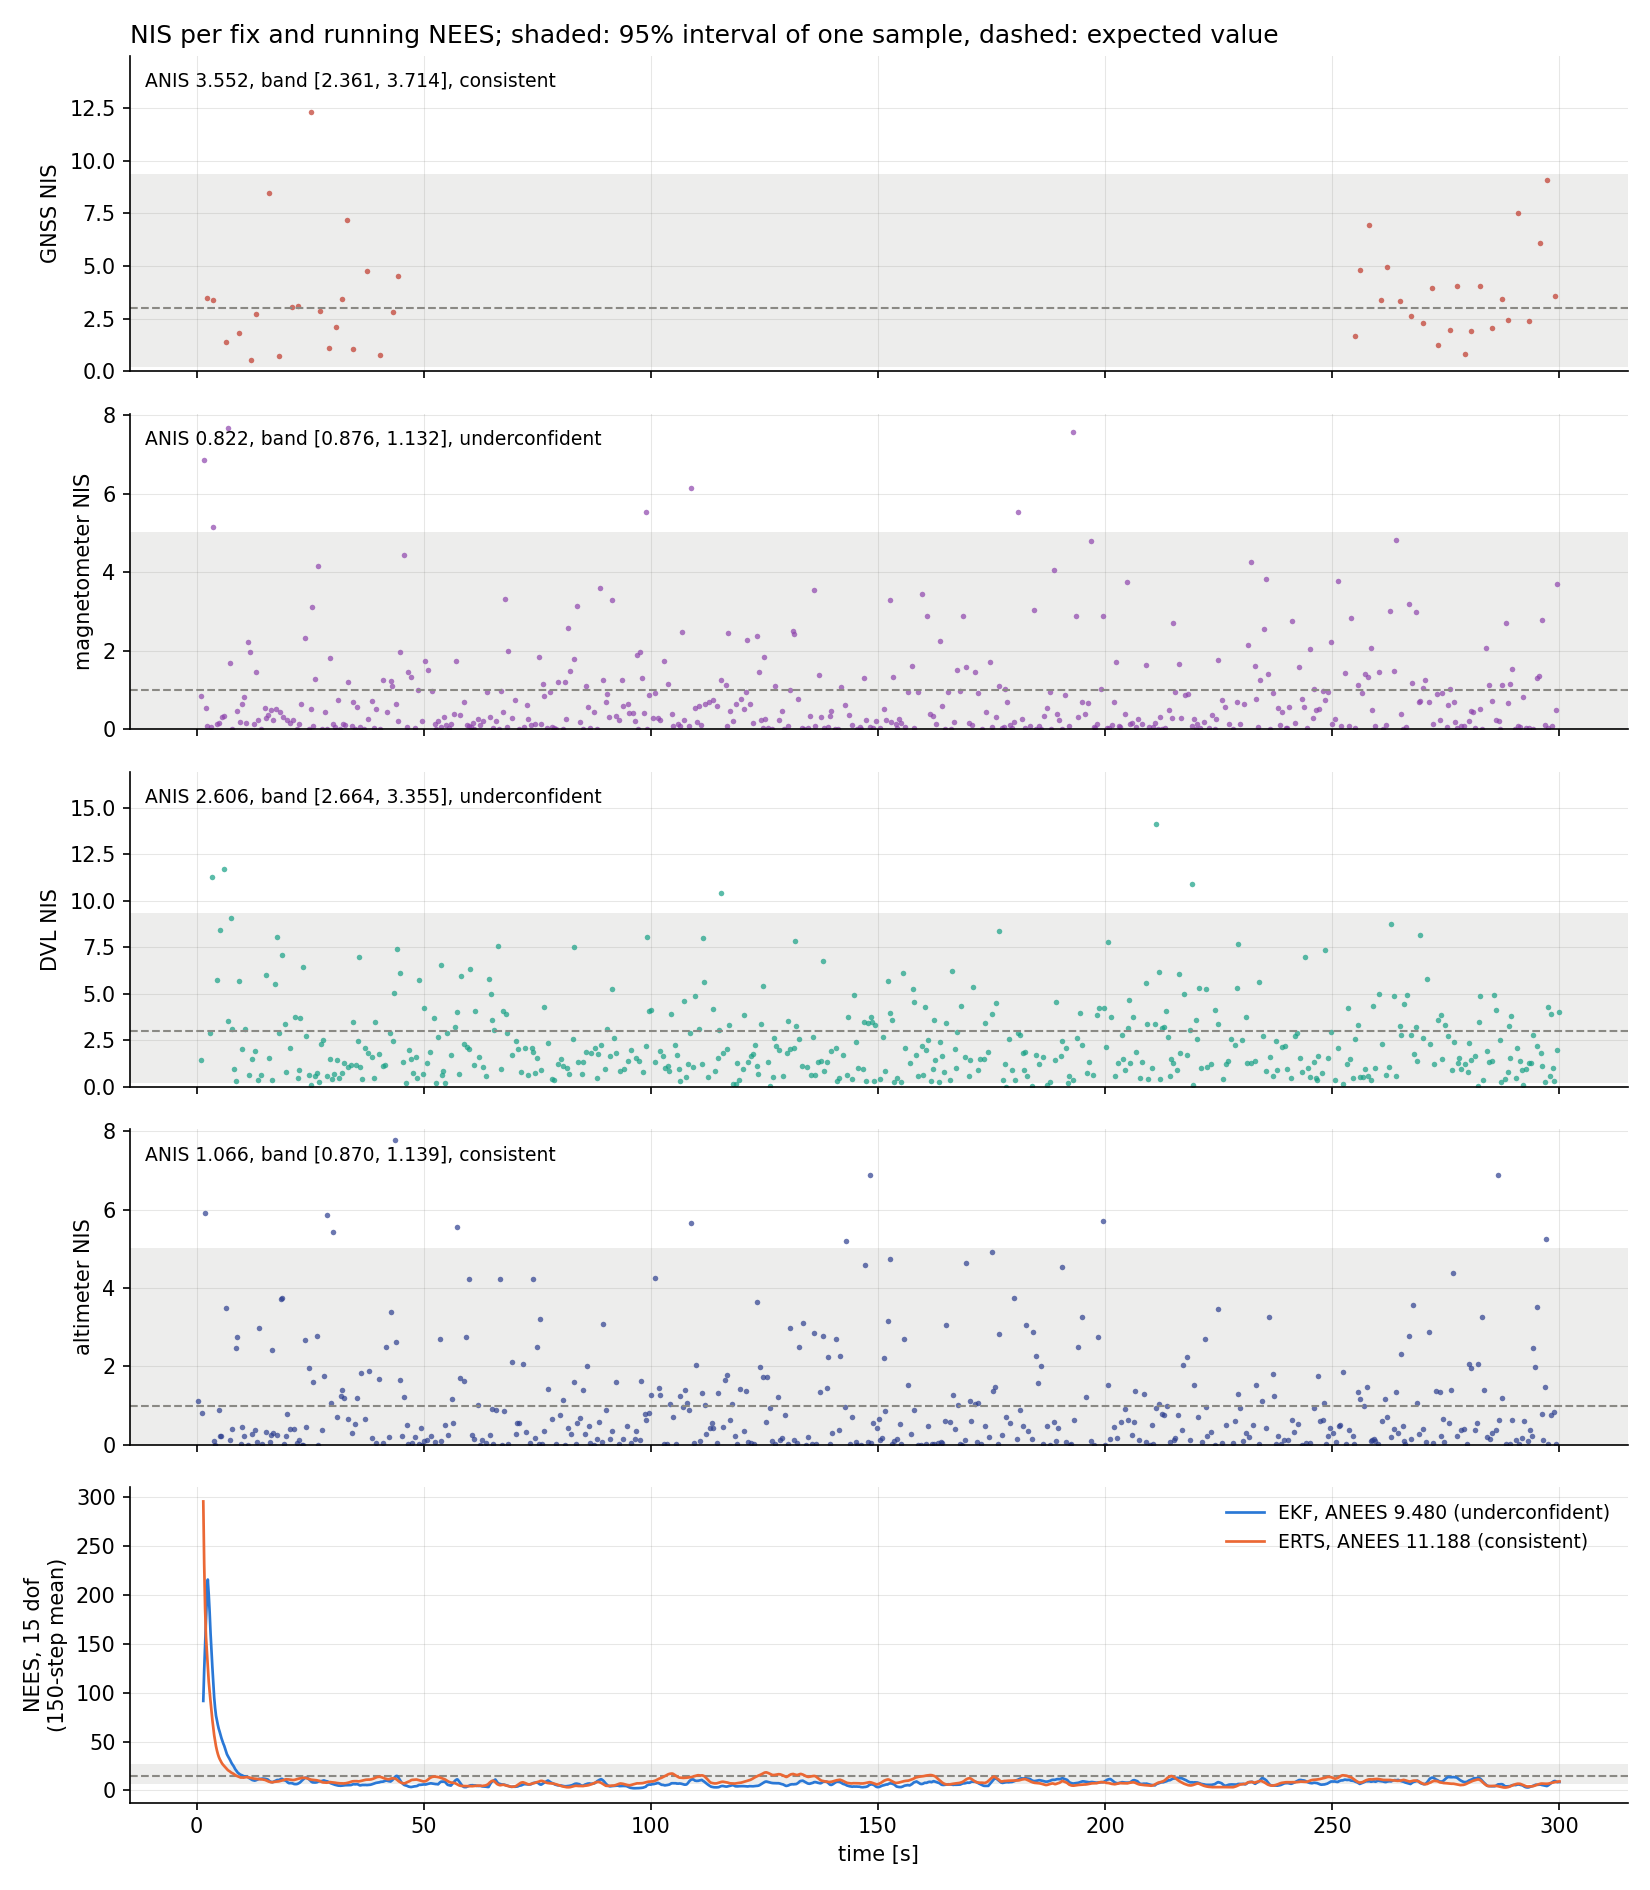 NIS per fix and running NEES; shaded: 95% interval of one sample, dashed: expected value
ANIS 3.552, band [2.361, 3.714], consistent
GNSS NIS
12.5
10.0
7.5
5.0
2.5
0.0
ANIS 0.822, band [0.876, 1.132], underconfident
magnetometer NIS
8
6
4
2
0
ANIS 2.606, band [2.664, 3.355], underconfident
DVL NIS
15.0
12.5
10.0
7.5
5.0
2.5
0.0
ANIS 1.066, band [0.870, 1.139], consistent
altimeter NIS
8
6
4
2
0
EKF, ANEES 9.480 (underconfident)
ERTS, ANEES 11.188 (consistent)
NEES, 15 dof
(150-step mean)
300
250
200
150
100
50
0
0 50 100 150 200 250 300
time [s]